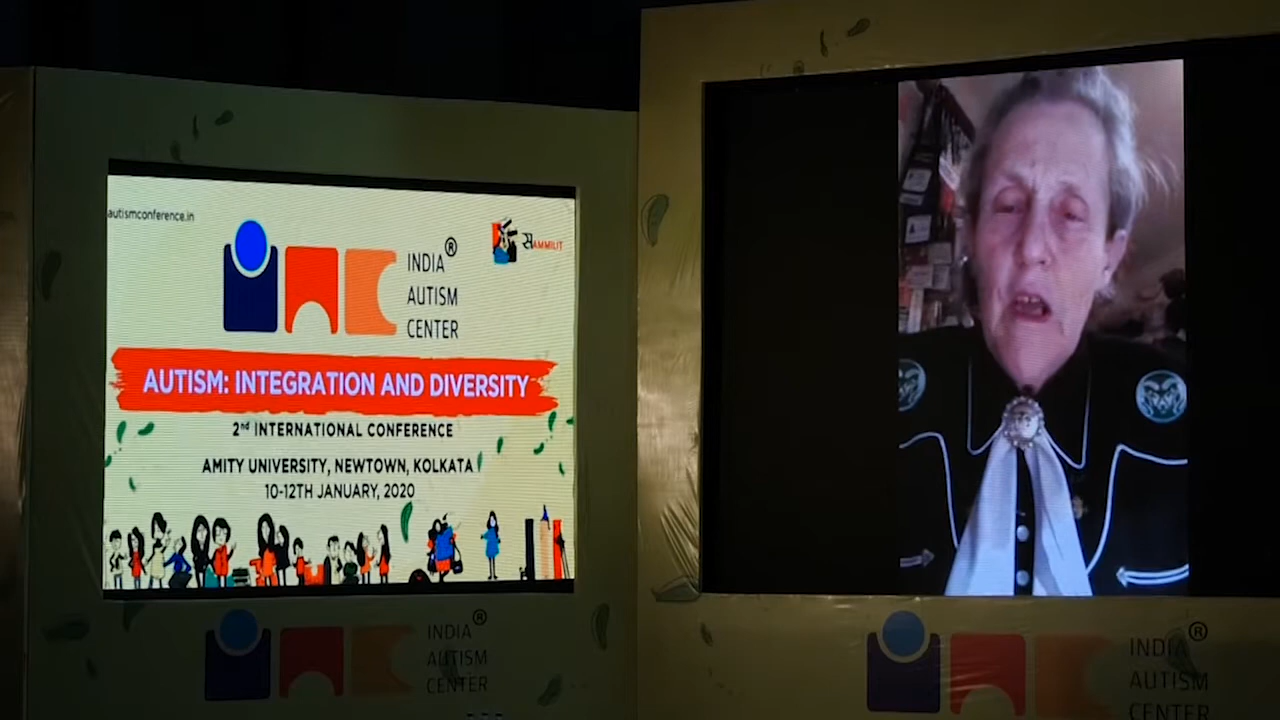 autismconference.in
INDIA®
AUTISM
CENTER
सAMMILIT
AUTISM: INTEGRATION AND DIVERSITY
2nd INTERNATIONAL CONFERENCE
AMITY UNIVERSITY, NEWTOWN, KOLKATA
10-12TH JANUARY, 2020
INDIA®
AUTISM
CENTER
INDIA®
AUTISM
CENTER